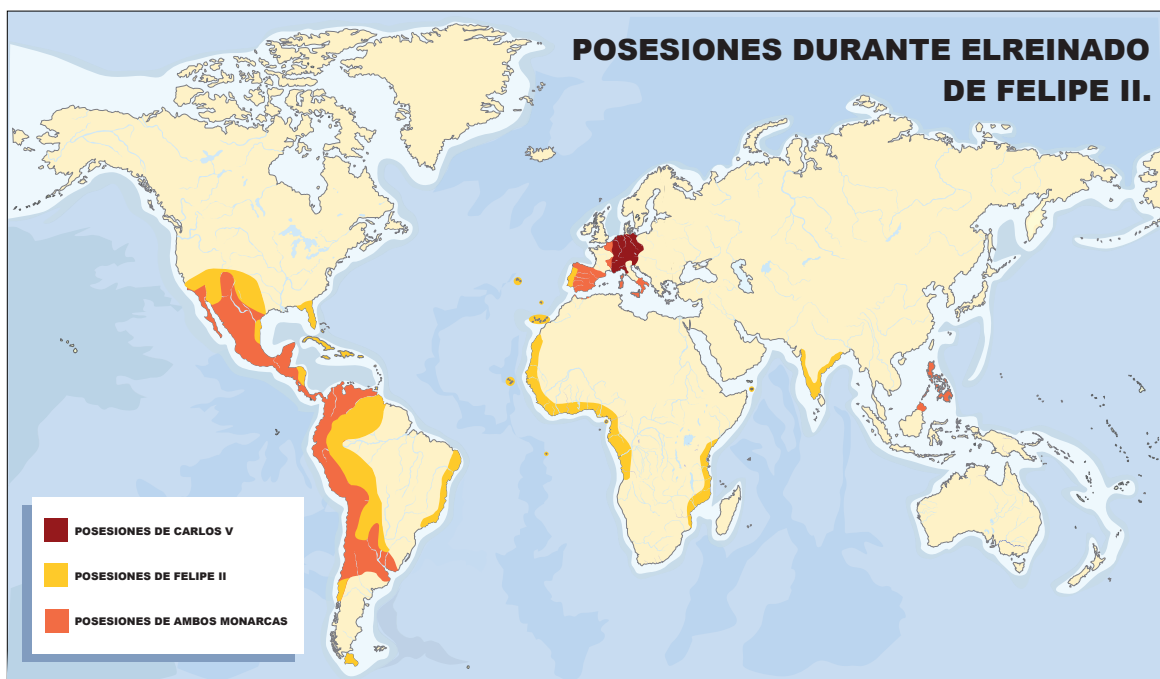 POSESIONES DURANTE ELREINADO
DE FELIPE II.
POSESIONES DE CARLOS V
POSESIONES DE FELIPE II
POSESIONES DE AMBOS MONARCAS